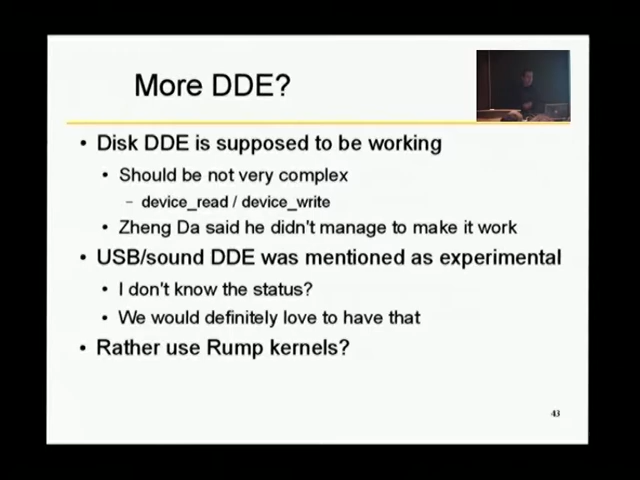 More DDE?
• Disk DDE is supposed to be working
• Should be not very complex
– device_read / device_write
• Zheng Da said he didn't manage to make it work
• USB/sound DDE was mentioned as experimental
• I don't know the status?
• We would definitely love to have that
• Rather use Rump kernels?
43